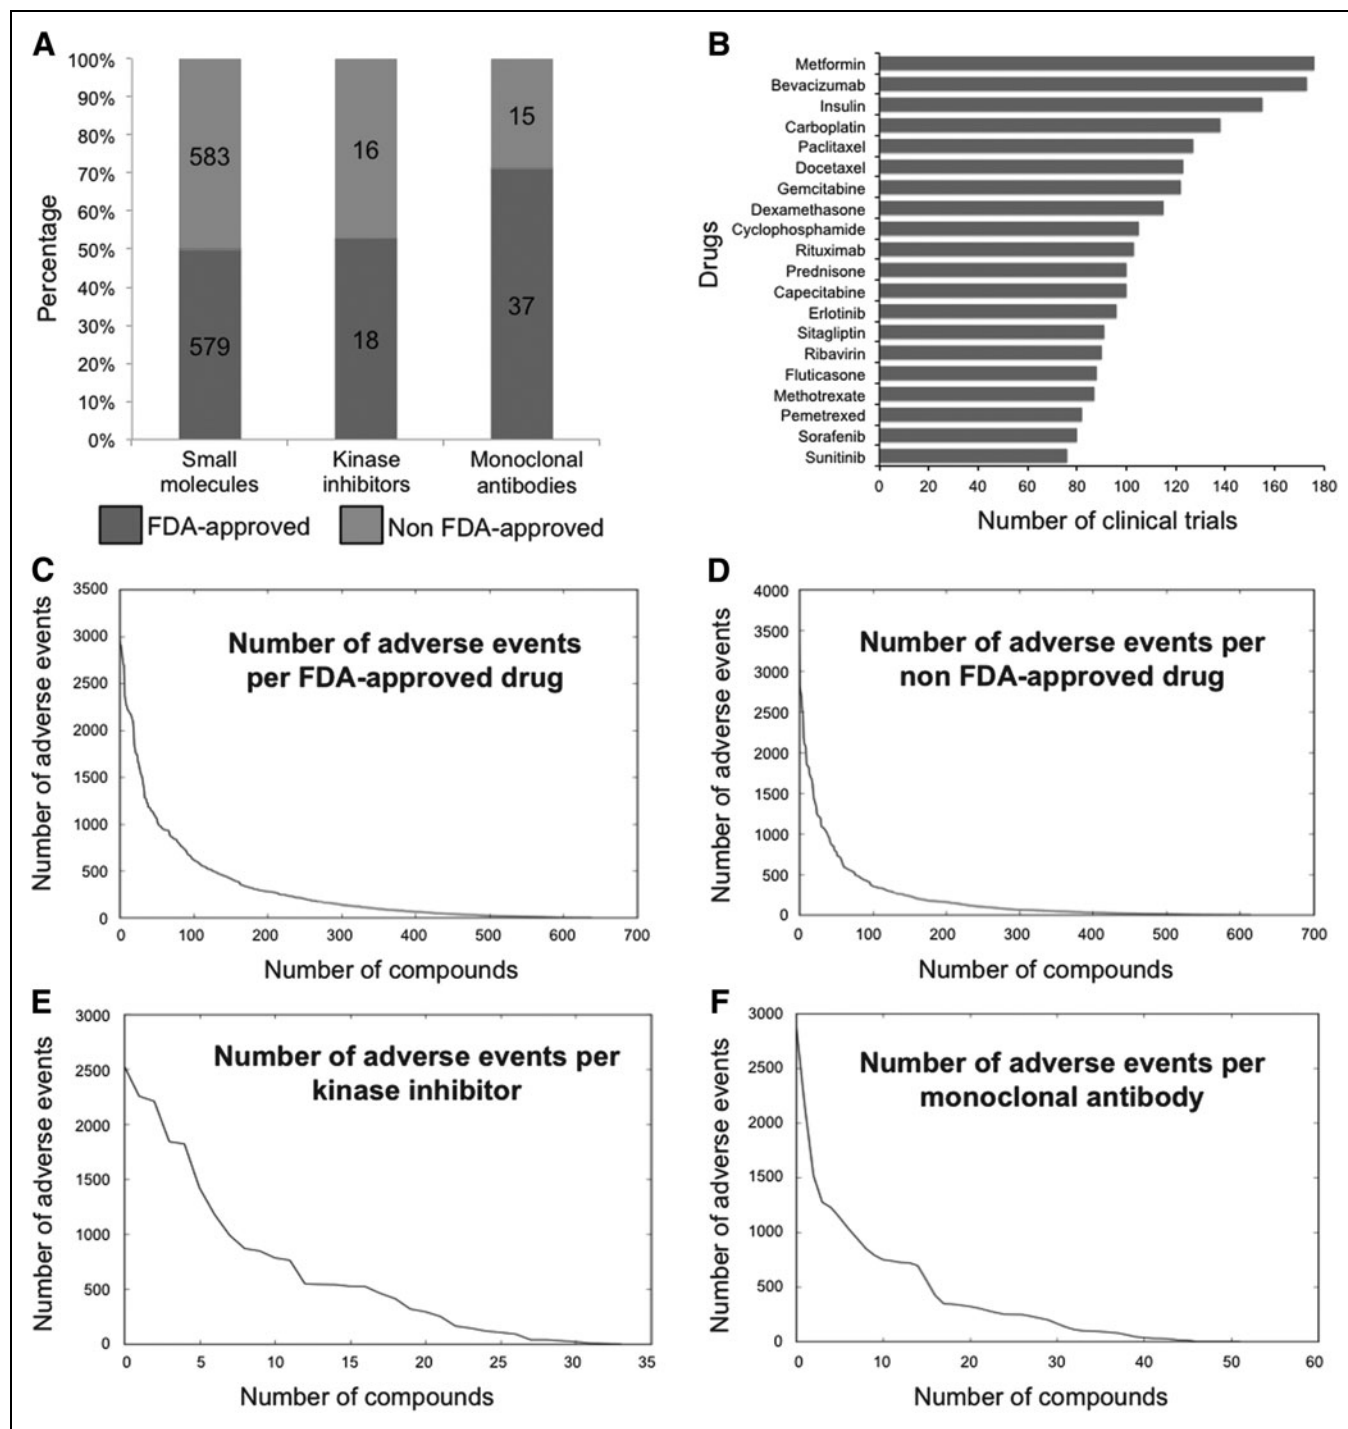 A
100%
90%
80%
70%
60%
50%
40%
30%
20%
10%
0%
Percentage
583
579
16
18
15
37
Small
molecules
Kinase
inhibitors
Monoclonal
antibodies
FDA-approved
Non FDA-approved
B
Drugs
Metformin
Bevacizumab
Insulin
Carboplatin
Paclitaxel
Docetaxel
Gemcitabine
Dexamethasone
Cyclophosphamide
Rituximab
Prednisone
Capecitabine
Erlotinib
Sitagliptin
Ribavirin
Fluticasone
Methotrexate
Pemetrexed
Sorafenib
Sunitinib
0 20 40 60 80 100 120 140 160 180
Number of clinical trials
C
Number of adverse events
3500
3000
2500
2000
1500
1000
500
0
Number of adverse events
per FDA-approved drug
0 100 200 300 400 500 600 700
Number of compounds
D
Number of adverse events
4000
3500
3000
2500
2000
1500
1000
500
0
Number of adverse events per
non FDA-approved drug
0 100 200 300 400 500 600 700
Number of compounds
E
Number of adverse events
3000
2500
2000
1500
1000
500
0
Number of adverse events per
kinase inhibitor
0 5 10 15 20 25 30 35
Number of compounds
F
Number of adverse events
3000
2500
2000
1500
1000
500
0
Number of adverse events per
monoclonal antibody
0 10 20 30 40 50 60
Number of compounds